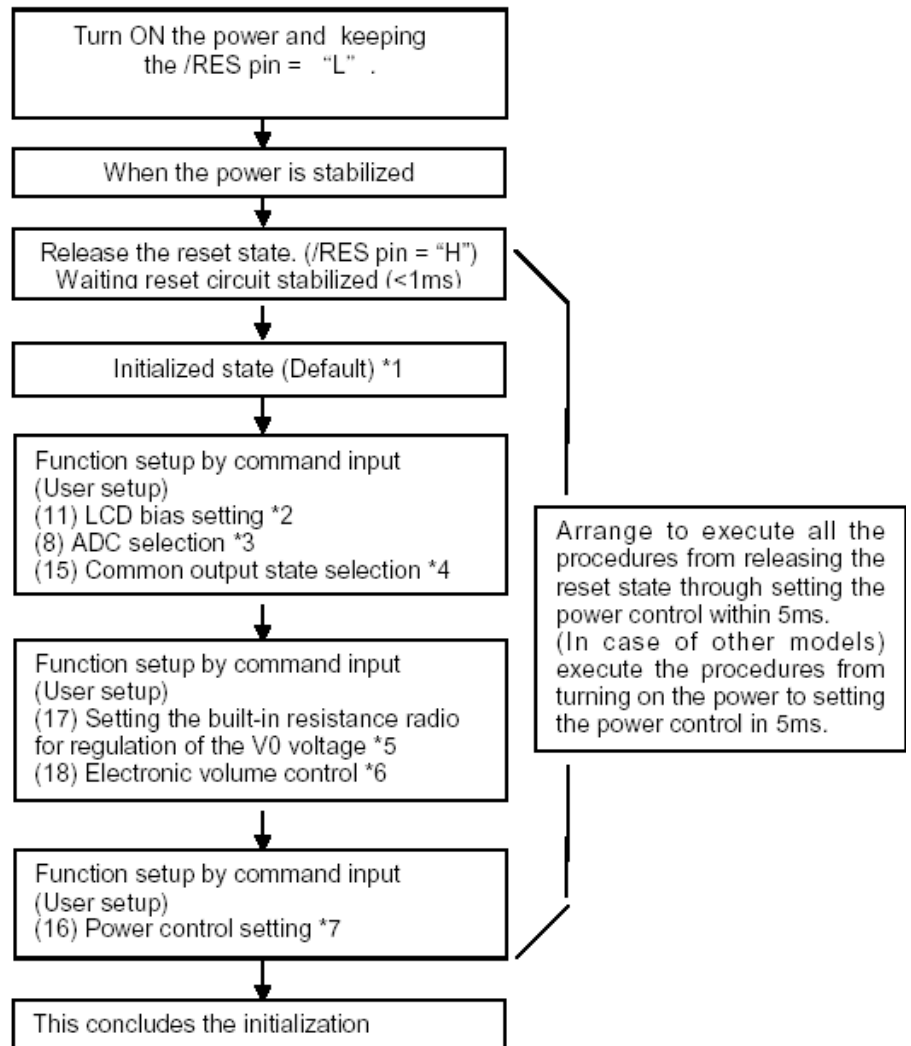 Turn ON the power and keeping
the /RES pin = “L” .
When the power is stabilized
Release the reset state. (/RES pin = “H”)
Waiting reset circuit stabilized (<1ms)
Initialized state (Default) *1
Function setup by command input
(User setup)
(11) LCD bias setting *2
(8) ADC selection *3
(15) Common output state selection *4
Function setup by command input
(User setup)
(17) Setting the built-in resistance radio
for regulation of the V0 voltage *5
(18) Electronic volume control *6
Function setup by command input
(User setup)
(16) Power control setting *7
This concludes the initialization
Arrange to execute all the
procedures from releasing the
reset state through setting the
power control within 5ms.
(In case of other models)
execute the procedures from
turning on the power to setting
the power control in 5ms.